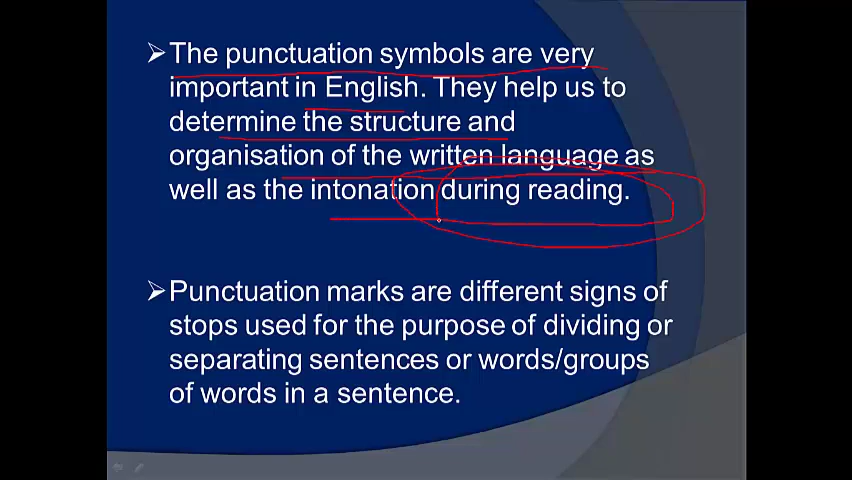 ➢The punctuation symbols are very
important in English. They help us to
determine the structure and
organisation of the written language as
well as the intonation during reading.
➢Punctuation marks are different signs of
stops used for the purpose of dividing or
separating sentences or words/groups
of words in a sentence.